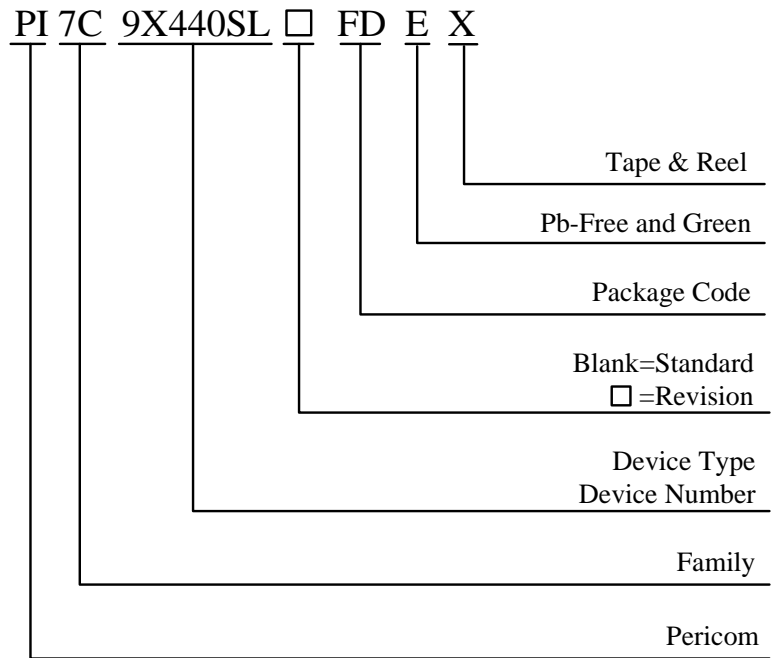 PI 7C 9X440SL □ FD E X
Tape & Reel
Pb-Free and Green
Package Code
Blank=Standard
□ =Revision
Device Type
Device Number
Family
Pericom